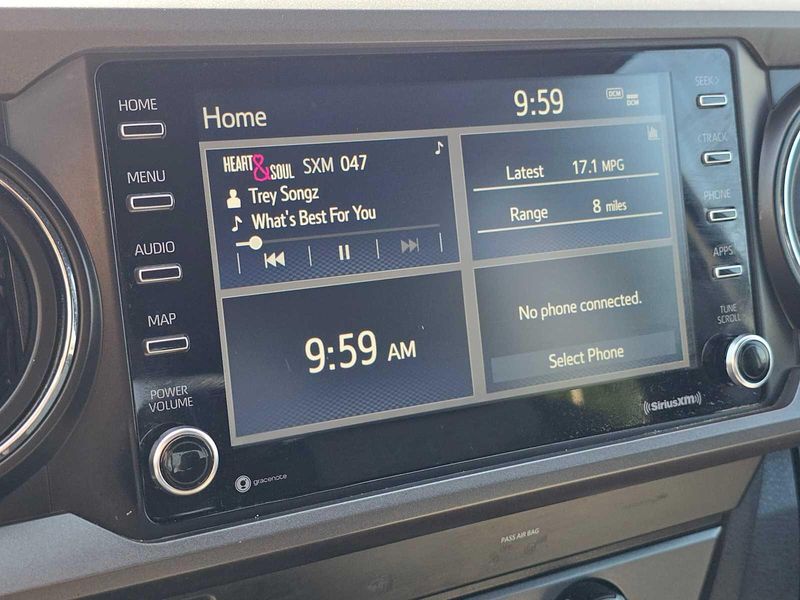 HOME
MENU
AUDIO
MAP
POWER
VOLUME
Home
9:59
DCM
DCM
HEART & SOUL SXM 047
Trey Songz
What's Best For You
Latest 17.1 MPG
Range 8 miles
9:59 AM
No phone connected.
Select Phone
SEEK >
< TRACK
PHONE
APPS
TUNE
SCROLL
gracenote
((SiriusXM))
PASS AIR BAG